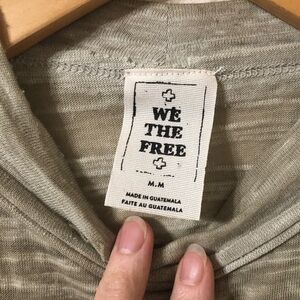 WE
THE
FREE
M.M
MADE IN GUATEMALA
FAITE AU GUATEMALA